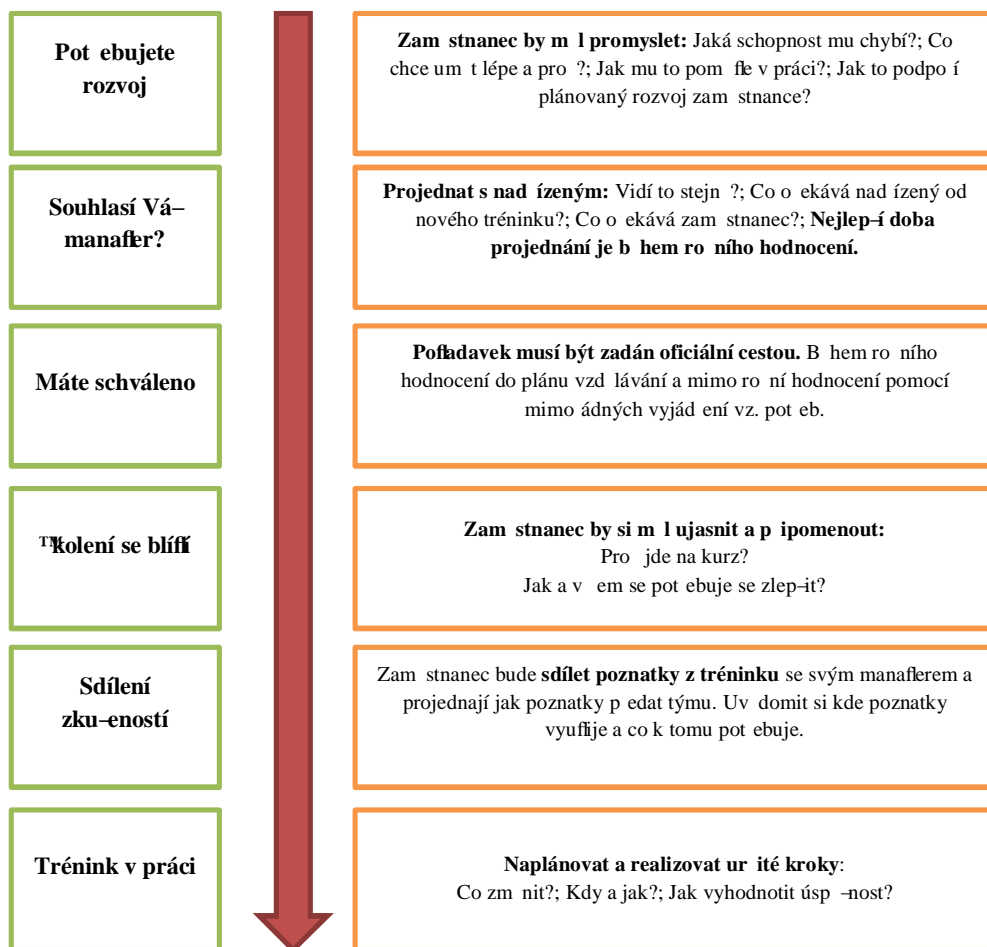 Pot ebujete
rozvoj
Zam stnanec by m l promyslet: Jaká schopnost mu chybí?; Co
chce um t lépe a pro ?; Jak mu to pom fle v práci?; Jak to podpo í
plánovaný rozvoj zam stnance?
Souhlasí Vá–
manafler?
Projednat s nad ízeným: Vidí to stejn ?; Co o ekává nad ízený od
nového tréninku?; Co o ekává zam stnanec?; Nejlep–í doba
projednání je b hem ro ního hodnocení.
Máte schváleno
Pofladavek musí být zadán oficiální cestou. B hem ro ního
hodnocení do plánu vzd lávání a mimo ro ní hodnocení pomocí
mimo ádných vyjád ení vz. pot eb.
™kolení se blíflí
Zam stnanec by si m l ujasnit a p ipomenout:
Pro jde na kurz?
Jak a v em se pot ebuje se zlep–it?
Sdílení
zku–eností
Zam stnanec bude sdílet poznatky z tréninku se svým manaflerem a
projednají jak poznatky p edat týmu. Uv domit si kde poznatky
vyuflije a co k tomu pot ebuje.
Trénink v práci
Naplánovat a realizovat ur ité kroky:
Co zm nit?; Kdy a jak?; Jak vyhodnotit úsp –nost?